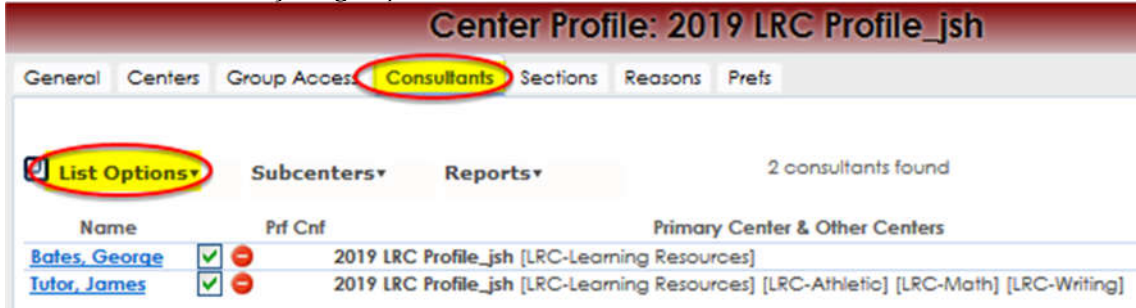 Center Profile: 2019 LRC Profile_jsh
General Centers Group Access Consultants Sections Reasons Prefs
List Options▾ Subcenters▾ Reports▾ 2 consultants found
Name Prf Cnf Primary Center & Other Centers
Bates, George 2019 LRC Profile_jsh [LRC-Learning Resources]
Tutor, James 2019 LRC Profile_jsh [LRC-Learning Resources] [LRC-Athletic] [LRC-Math] [LRC-Writing]